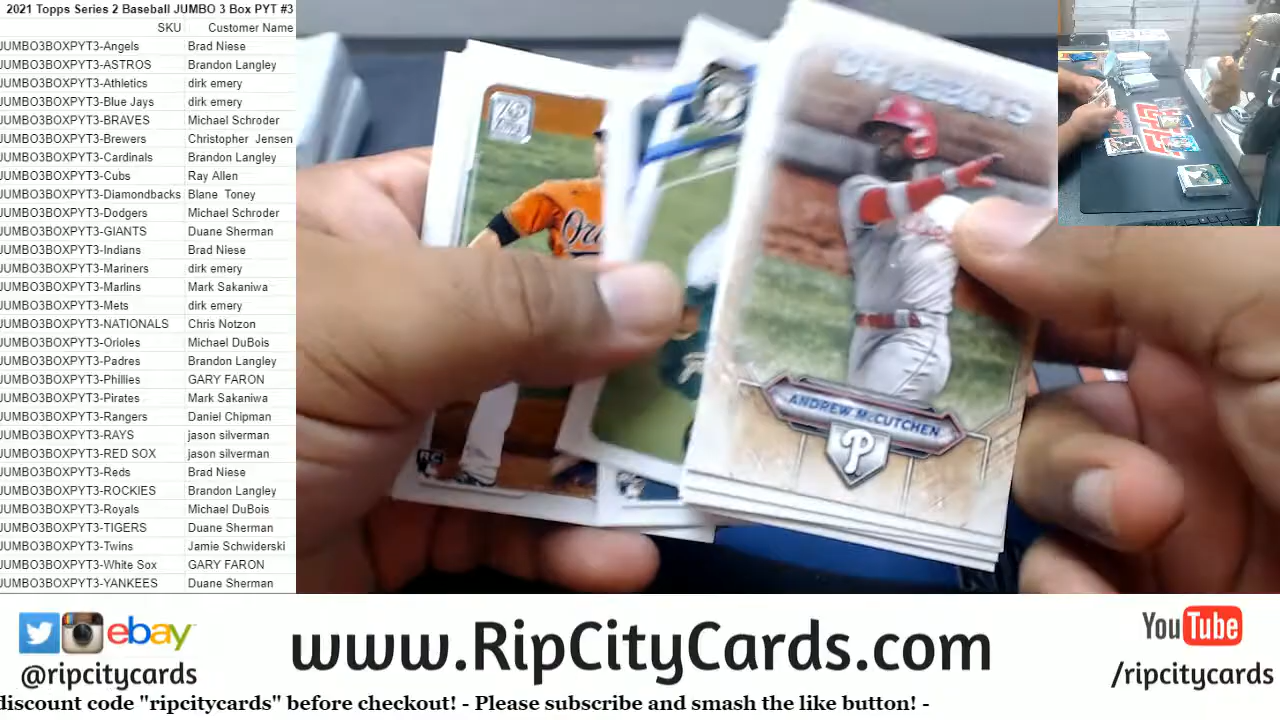 2021 Topps Series 2 Baseball JUMBO 3 Box PYT #3
SKU Customer Name
JUMBO3BOXPYT3-Angels Brad Niese
JUMBO3BOXPYT3-ASTROS Brandon Langley
JUMBO3BOXPYT3-Athletics dirk emery
JUMBO3BOXPYT3-Blue Jays dirk emery
JUMBO3BOXPYT3-BRAVES Michael Schroder
JUMBO3BOXPYT3-Brewers Christopher Jensen
JUMBO3BOXPYT3-Cardinals Brandon Langley
JUMBO3BOXPYT3-Cubs Ray Allen
JUMBO3BOXPYT3-Diamondbacks Blane Toney
JUMBO3BOXPYT3-Dodgers Michael Schroder
JUMBO3BOXPYT3-GIANTS Duane Sherman
JUMBO3BOXPYT3-Indians Brad Niese
JUMBO3BOXPYT3-Mariners dirk emery
JUMBO3BOXPYT3-Marlins Mark Sakaniwa
JUMBO3BOXPYT3-Mets dirk emery
JUMBO3BOXPYT3-NATIONALS Chris Notzon
JUMBO3BOXPYT3-Orioles Michael DuBois
JUMBO3BOXPYT3-Padres Brandon Langley
JUMBO3BOXPYT3-Phillies GARY FARON
JUMBO3BOXPYT3-Pirates Mark Sakaniwa
JUMBO3BOXPYT3-Rangers Daniel Chipman
JUMBO3BOXPYT3-RAYS jason silverman
JUMBO3BOXPYT3-RED SOX jason silverman
JUMBO3BOXPYT3-Reds Brad Niese
JUMBO3BOXPYT3-ROCKIES Brandon Langley
JUMBO3BOXPYT3-Royals Michael DuBois
JUMBO3BOXPYT3-TIGERS Duane Sherman
JUMBO3BOXPYT3-Twins Jamie Schwiderski
JUMBO3BOXPYT3-White Sox GARY FARON
JUMBO3BOXPYT3-YANKEES Duane Sherman
70
RC
RC
DH DEBUTS
ANDREW McCUTCHEN
P
ebay
@ripcitycards
www.RipCityCards.com
YouTube
/ripcitycards
discount code "ripcitycards" before checkout! - Please subscribe and smash the like button! -